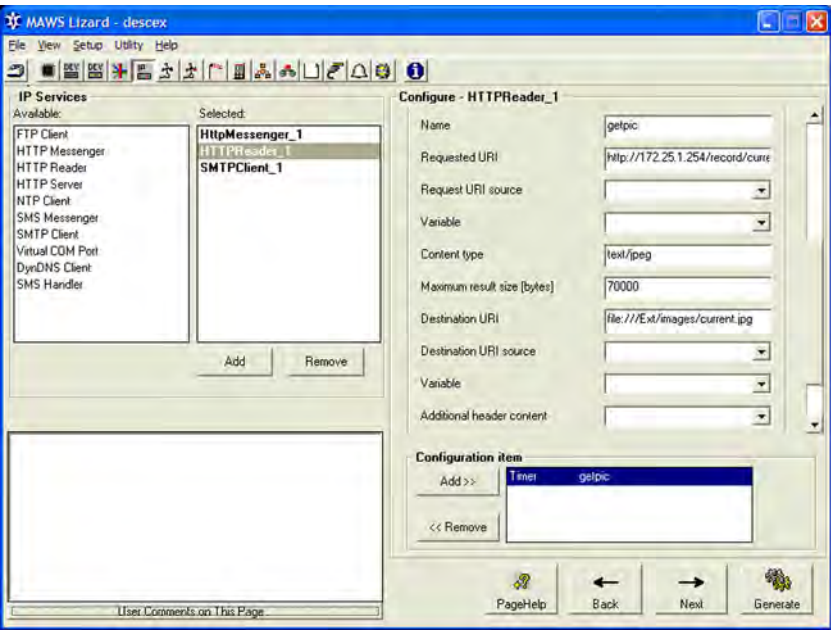 MAWS Lizard - descex
File View Setup Utility Help
DEV DEV IP
IP Services
Available:
Selected:
FTP Client
HTTP Messenger
HTTP Reader
HTTP Server
NTP Client
SMS Messenger
SMTP Client
Virtual COM Port
DynDNS Client
SMS Handler
HttpMessenger_1
HTTPReader_1
SMTPClient_1
Add
Remove
User Comments on This Page
Configure - HTTPReader_1
Name getpic
Requested URI http://172.25.1.254/record/curre
Request URI source
Variable
Content type text/jpeg
Maximum result size [bytes] 70000
Destination URI file:///Ext/images/current.jpg
Destination URI source
Variable
Additional header content
Configuration item
Add >>
Timer getpic
<< Remove
PageHelp
Back
Next
Generate